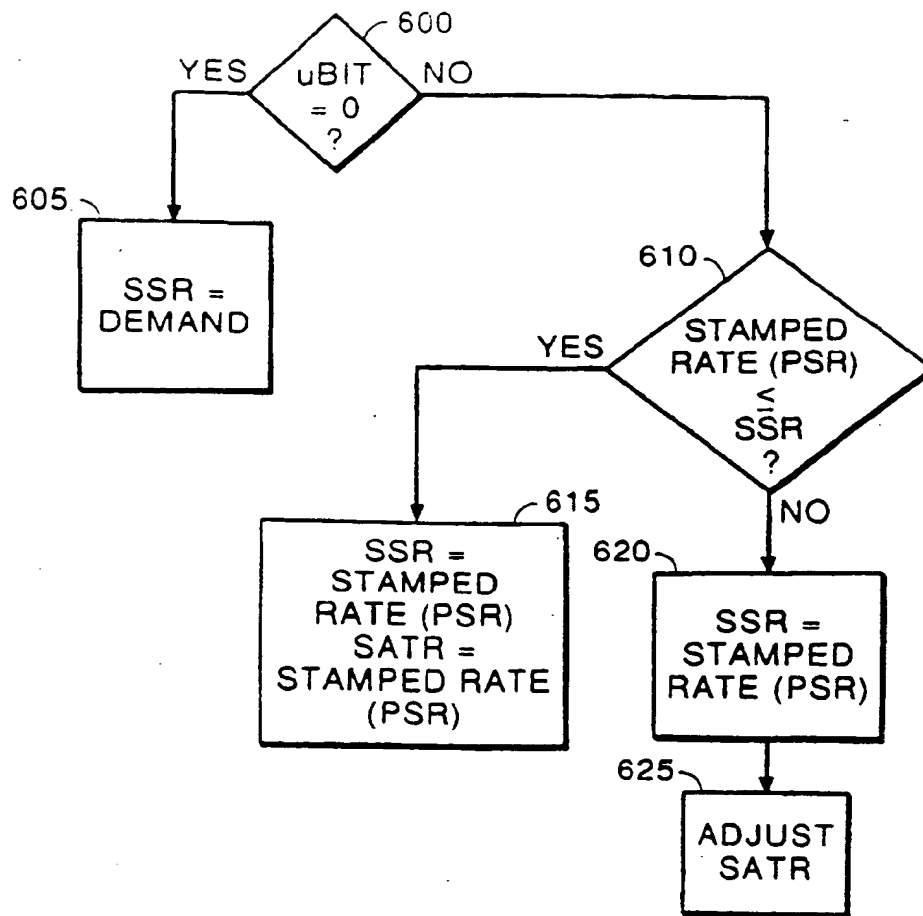 600
YES
uBIT
= 0
?
NO
605
SSR =
DEMAND
610
STAMPED
RATE (PSR)
≤
SSR
?
YES
NO
615
SSR =
STAMPED
RATE (PSR)
SATR =
STAMPED RATE
(PSR)
620
SSR =
STAMPED
RATE (PSR)
625
ADJUST
SATR